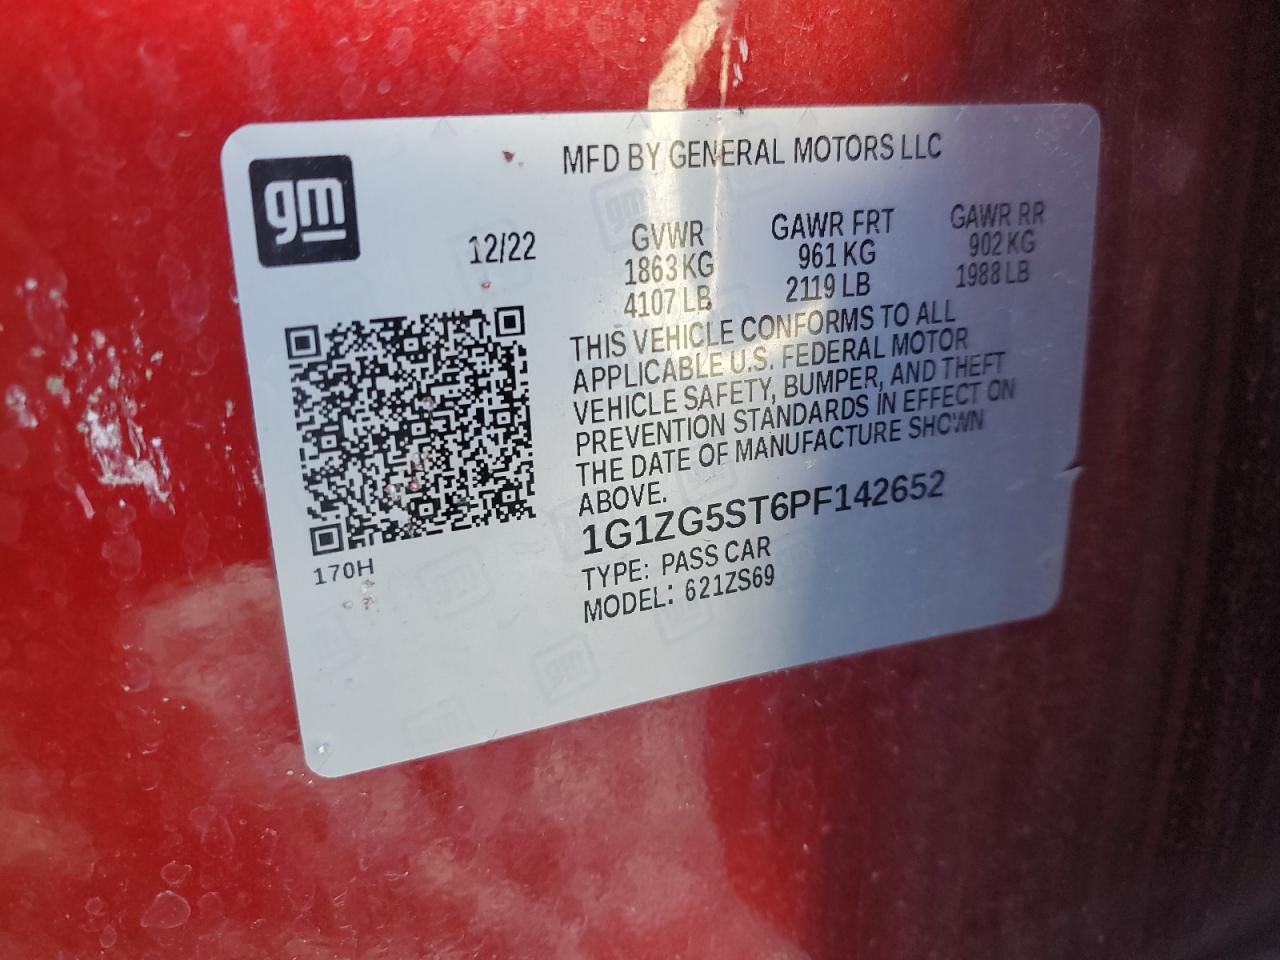 MFD BY GENERAL MOTORS LLC
gm
12/22
GVWR GAWR FRT GAWR RR
1863 KG 961 KG 902 KG
4107 LB 2119 LB 1988 LB
THIS VEHICLE CONFORMS TO ALL
APPLICABLE U.S. FEDERAL MOTOR
VEHICLE SAFETY, BUMPER, AND THEFT
PREVENTION STANDARDS IN EFFECT ON
THE DATE OF MANUFACTURE SHOWN
ABOVE.
1G1ZG5ST6PF142652
170H
TYPE: PASS CAR
MODEL: 621ZS69